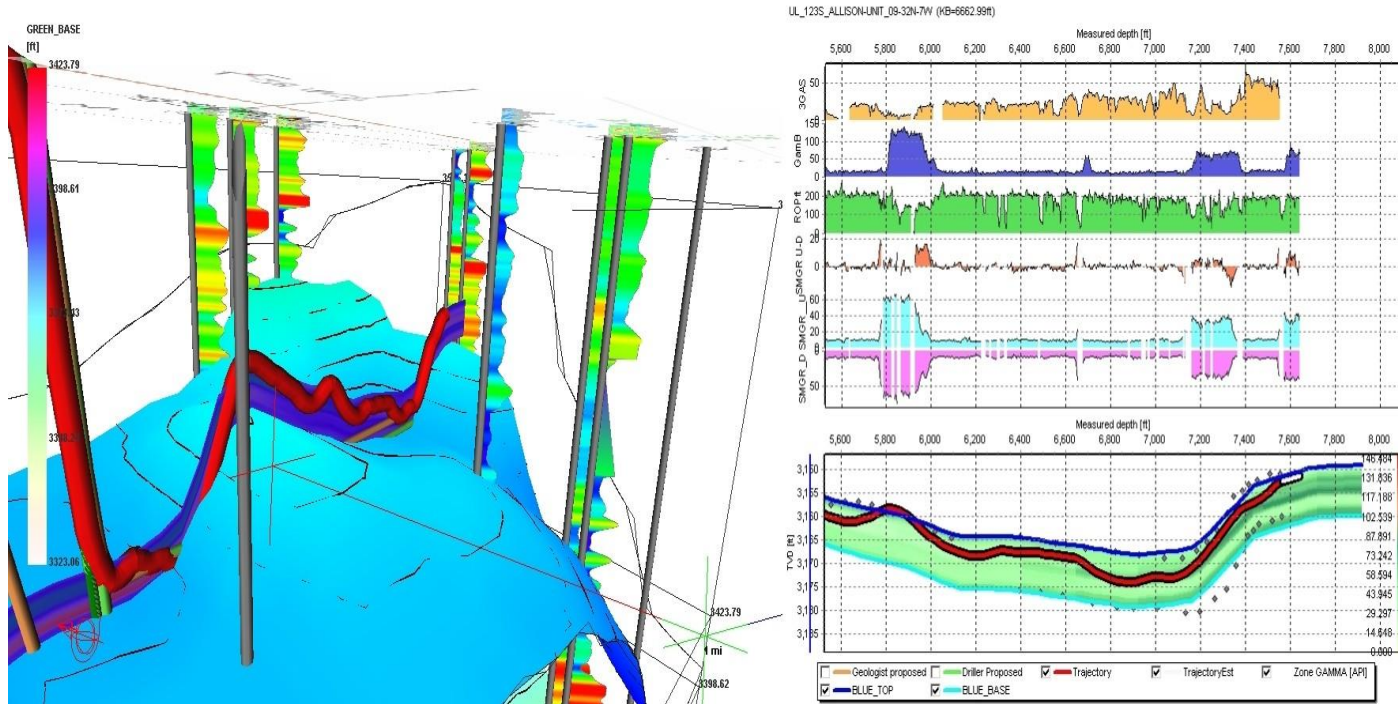 UL_123S_ALLISON-UNIT_09-32N-7W (KB=6662.99ft)
GREEN_BASE
[ft]
3423.79
3398.61
3323.06
3423.79
1 mi
3398.62
Measured depth [ft]
5,600 5,800 6,000 6,200 6,400 6,600 6,800 7,000 7,200 7,400 7,600 7,800 8,000
3GAS
50
GamB
150
100
50
0
ROP ft
200
100
0
SMGR U-D
25
0
SMGR_U
60
40
20
0
SMGR_D
50
Measured depth [ft]
5,600 5,800 6,000 6,200 6,400 6,600 6,800 7,000 7,200 7,400 7,600 7,800 8,000
TVD [ft]
3,150
3,155
3,160
3,165
3,170
3,175
3,180
3,185
146.484
131.836
117.188
102.539
87.891
73.242
58.594
43.945
29.297
14.648
0.000
Geologist proposed Driller Proposed Trajectory TrajectoryEst Zone GAMMA [API]
BLUE_TOP BLUE_BASE